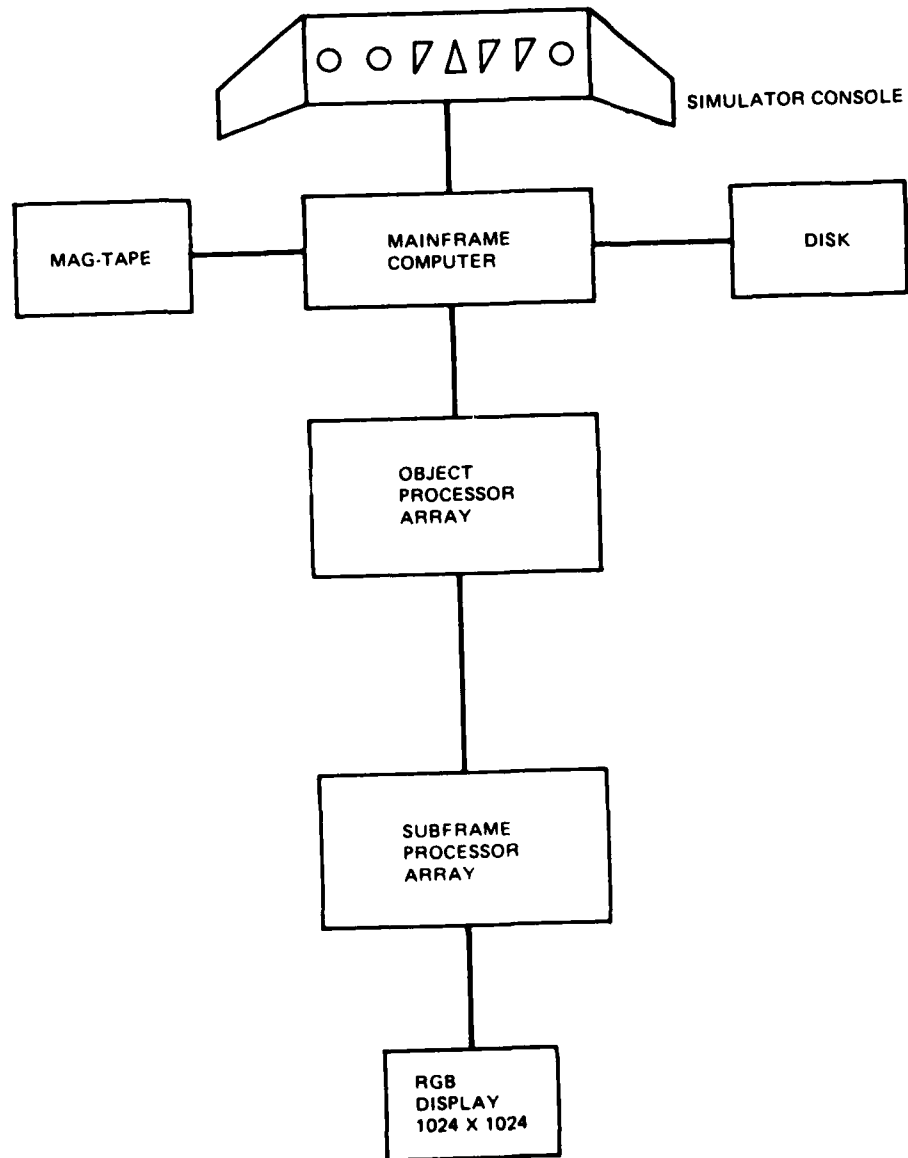 SIMULATOR CONSOLE
MAG-TAPE
MAINFRAME
COMPUTER
DISK
OBJECT
PROCESSOR
ARRAY
SUBFRAME
PROCESSOR
ARRAY
RGB
DISPLAY
1024 X 1024